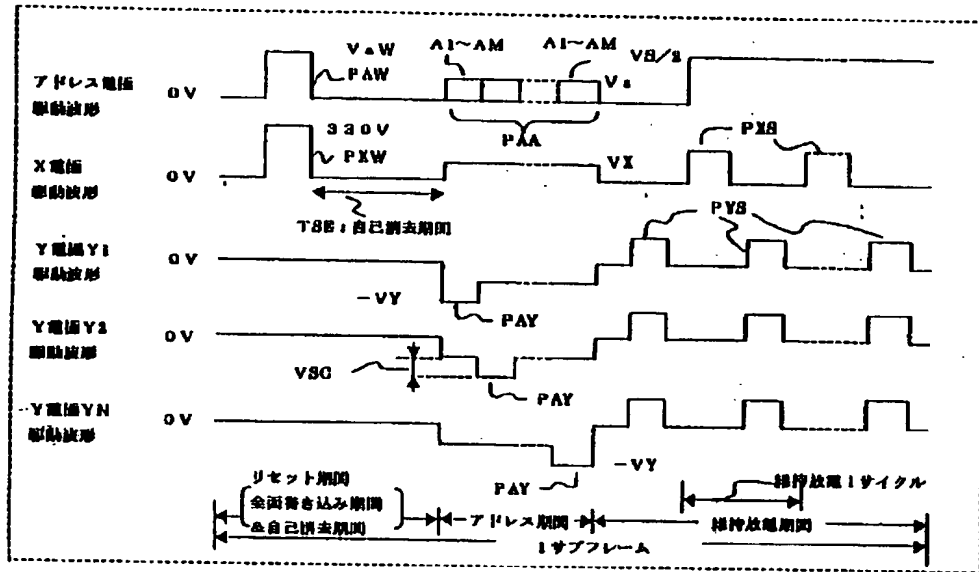 VaW
A1~AM
A1~AM
VS/2
アドレス電極
駆動波形
0V
PAW
Va
PAA
330V
PXS
X電極
駆動波形
0V
PXW
VX
TSE:自己消去期間
PYS
Y電極Y1
駆動波形
0V
-VY
PAY
Y電極Y2
駆動波形
0V
VSC
PAY
Y電極YN
駆動波形
0V
-VY
PAY
リセット期間
全面書き込み期間
&自己消去期間
アドレス期間
維持放電1サイクル
維持放電期間
1サブフレーム